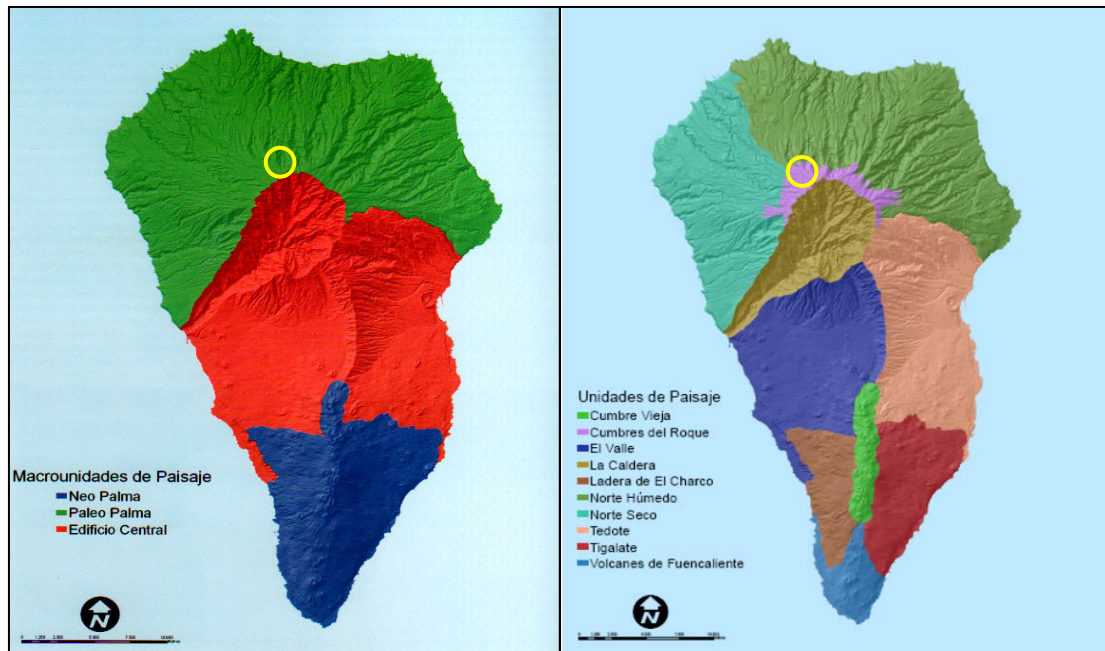 Macrounidades de Paisaje
Neo Palma
Paleo Palma
Edificio Central
N
Unidades de Paisaje
Cumbre Vieja
Cumbres del Roque
El Valle
La Caldera
Ladera de El Charco
Norte Húmedo
Norte Seco
Tedote
Tigalate
Volcanes de Fuencaliente
N